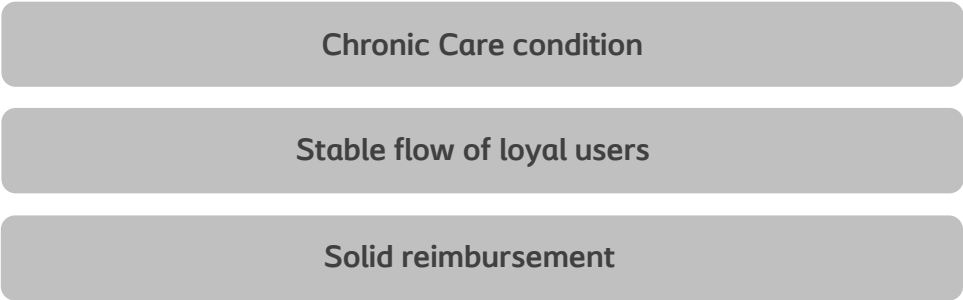 Chronic Care condition
Stable flow of loyal users
Solid reimbursement